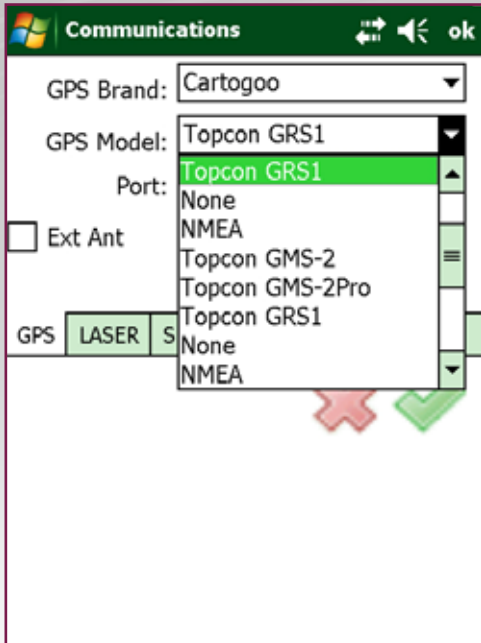 Communications ok
GPS Brand: Cartogoo
GPS Model: Topcon GRS1
Topcon GRS1
Port:
None
NMEA
Ext Ant
Topcon GMS-2
Topcon GMS-2Pro
Topcon GRS1
GPS LASER S
None
NMEA